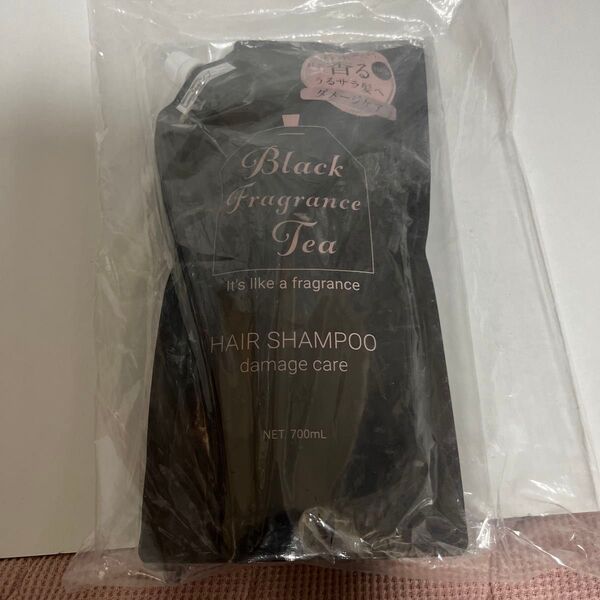 香る
うるサラ髪へ
ダメージケア
Black
Fragrance
Tea
It's like a fragrance
HAIR SHAMPOO
damage care
NET. 700mL